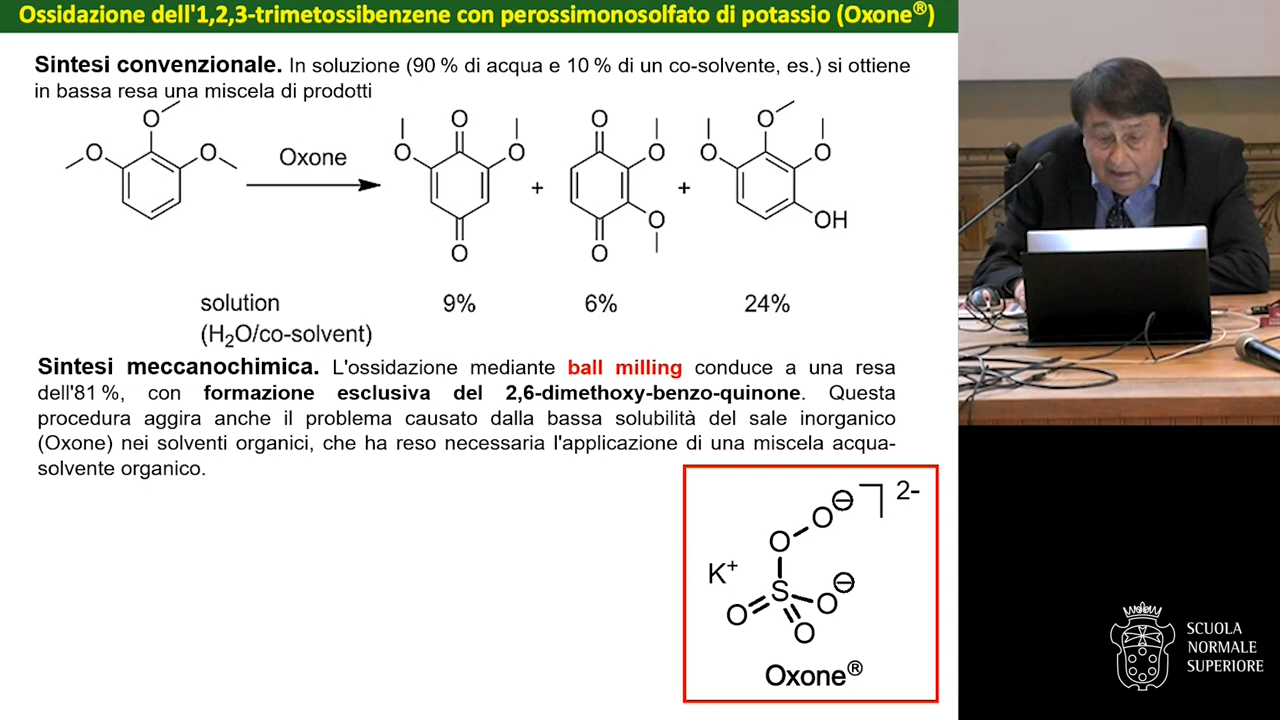 Ossidazione dell'1,2,3-trimetossibenzene con perossimonosolfato di potassio (Oxone®)
Sintesi convenzionale. In soluzione (90 % di acqua e 10 % di un co-solvente, es.) si ottiene
in bassa resa una miscela di prodotti
O
O
O
Oxone
O
O
O
O
+
O
O
O
O
+
O
O
O
OH
solution
(H₂O/co-solvent)
9%
6%
24%
Sintesi meccanochimica. L'ossidazione mediante ball milling conduce a una resa
dell'81 %, con formazione esclusiva del 2,6-dimethoxy-benzo-quinone. Questa
procedura aggira anche il problema causato dalla bassa solubilità del sale inorganico
(Oxone) nei solventi organici, che ha reso necessaria l'applicazione di una miscela acqua-
solvente organico.
2-
O⊖
O
K⁺
S
O⊖
O
O
Oxone®
SCUOLA
NORMALE
SUPERIORE